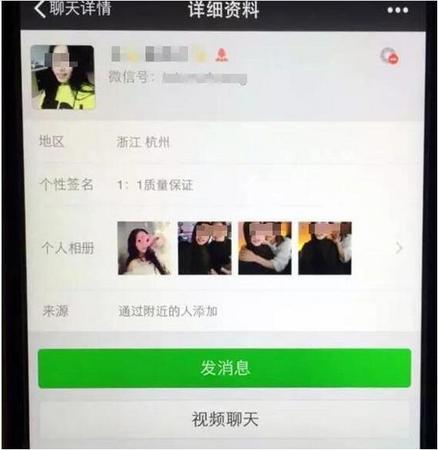 聊天详情
详细资料
微信号：
地区
浙江 杭州
个性签名
1：1质量保证
个人相册
来源
通过附近的人添加
发消息
视频聊天